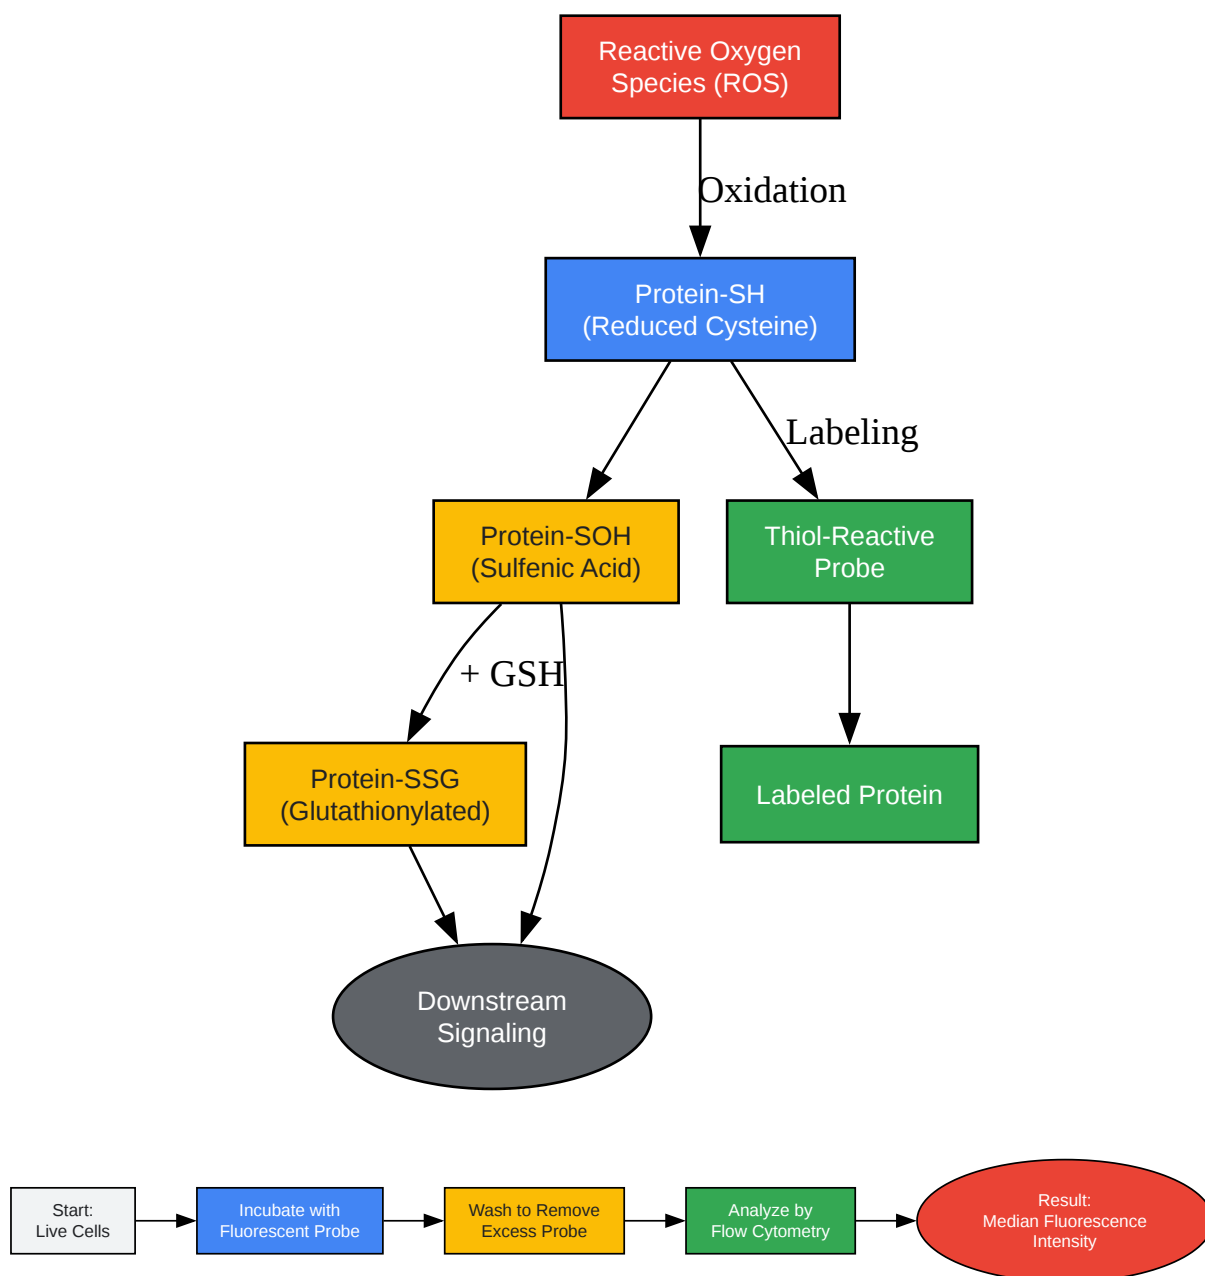 Reactive Oxygen
Species (ROS)
Oxidation
Protein-SH
(Reduced Cysteine)
Labeling
Protein-SOH
(Sulfenic Acid)
Thiol-Reactive
Probe
+ GSH
Protein-SSG
(Glutathionylated)
Labeled Protein
Downstream
Signaling
Start:
Live Cells
Incubate with
Fluorescent Probe
Wash to Remove
Excess Probe
Analyze by
Flow Cytometry
Result:
Median Fluorescence
Intensity